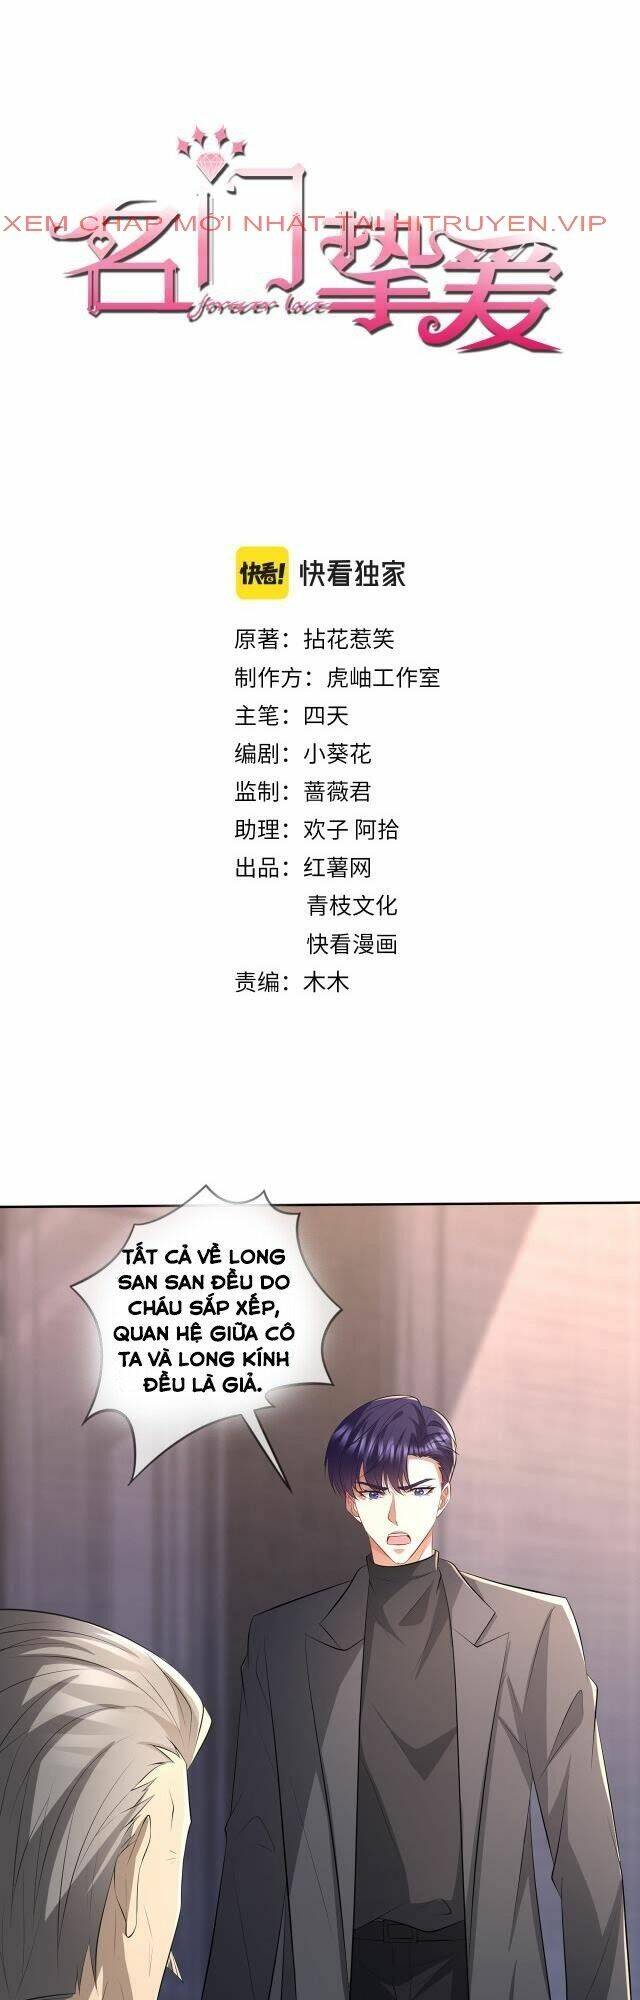 XEM CHAP MỚI NHẤT TẠI HITRUYEN.VIP
名门挚爱
forever love
快看! 快看独家
原著：拈花惹笑
制作方：虎岫工作室
主笔：四天
编剧：小葵花
监制：蔷薇君
助理：欢子 阿拾
出品：红薯网
青枝文化
快看漫画
责编：木木
TẤT CẢ VỀ LONG
SAN SAN ĐỀU DO
CHÁU SẮP XẾP,
QUAN HỆ GIỮA CÔ
TA VÀ LONG KÍNH
ĐỀU LÀ GIẢ.